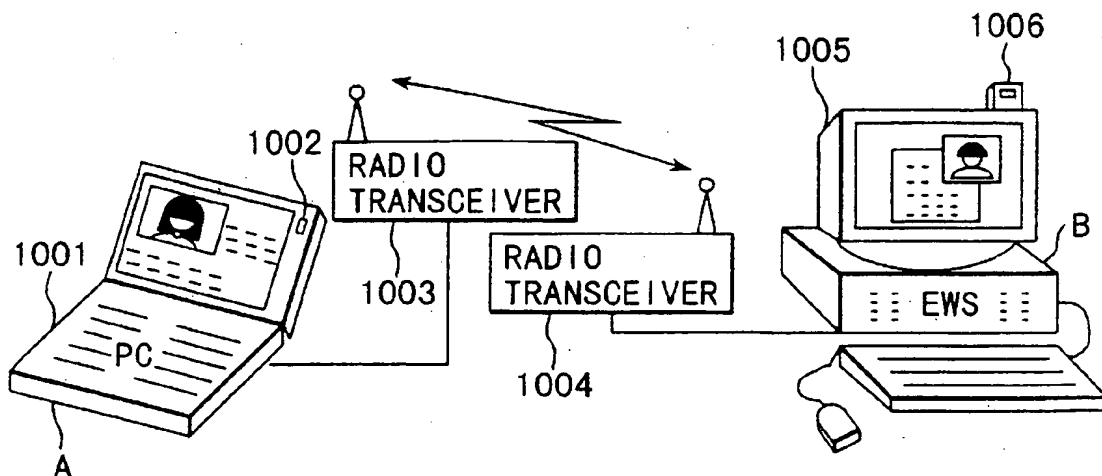 1006
1005
1002
RADIO
TRANSCEIVER
1001
1003
RADIO
TRANSCEIVER
B
EWS
PC
1004
A